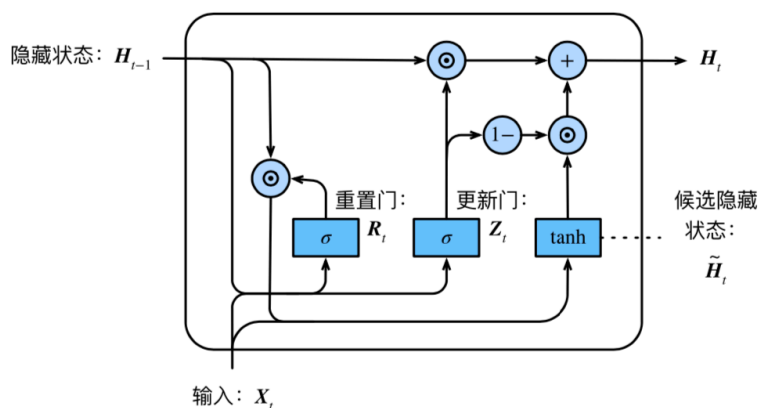 隐藏状态：H_{t−1}
⊙
+
H_t
1−
⊙
⊙
重置门：
R_t
更新门：
Z_t
候选隐藏
状态：
H̃_t
σ
σ
tanh
输入：X_t